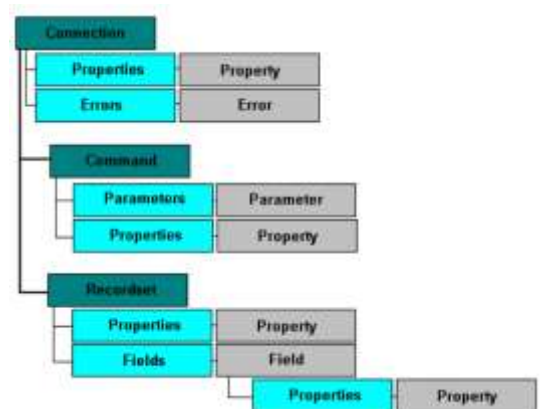 Connection
Properties Property
Errors Error
Command
Parameters Parameter
Properties Property
Recordset
Properties Property
Fields Field
Properties Property